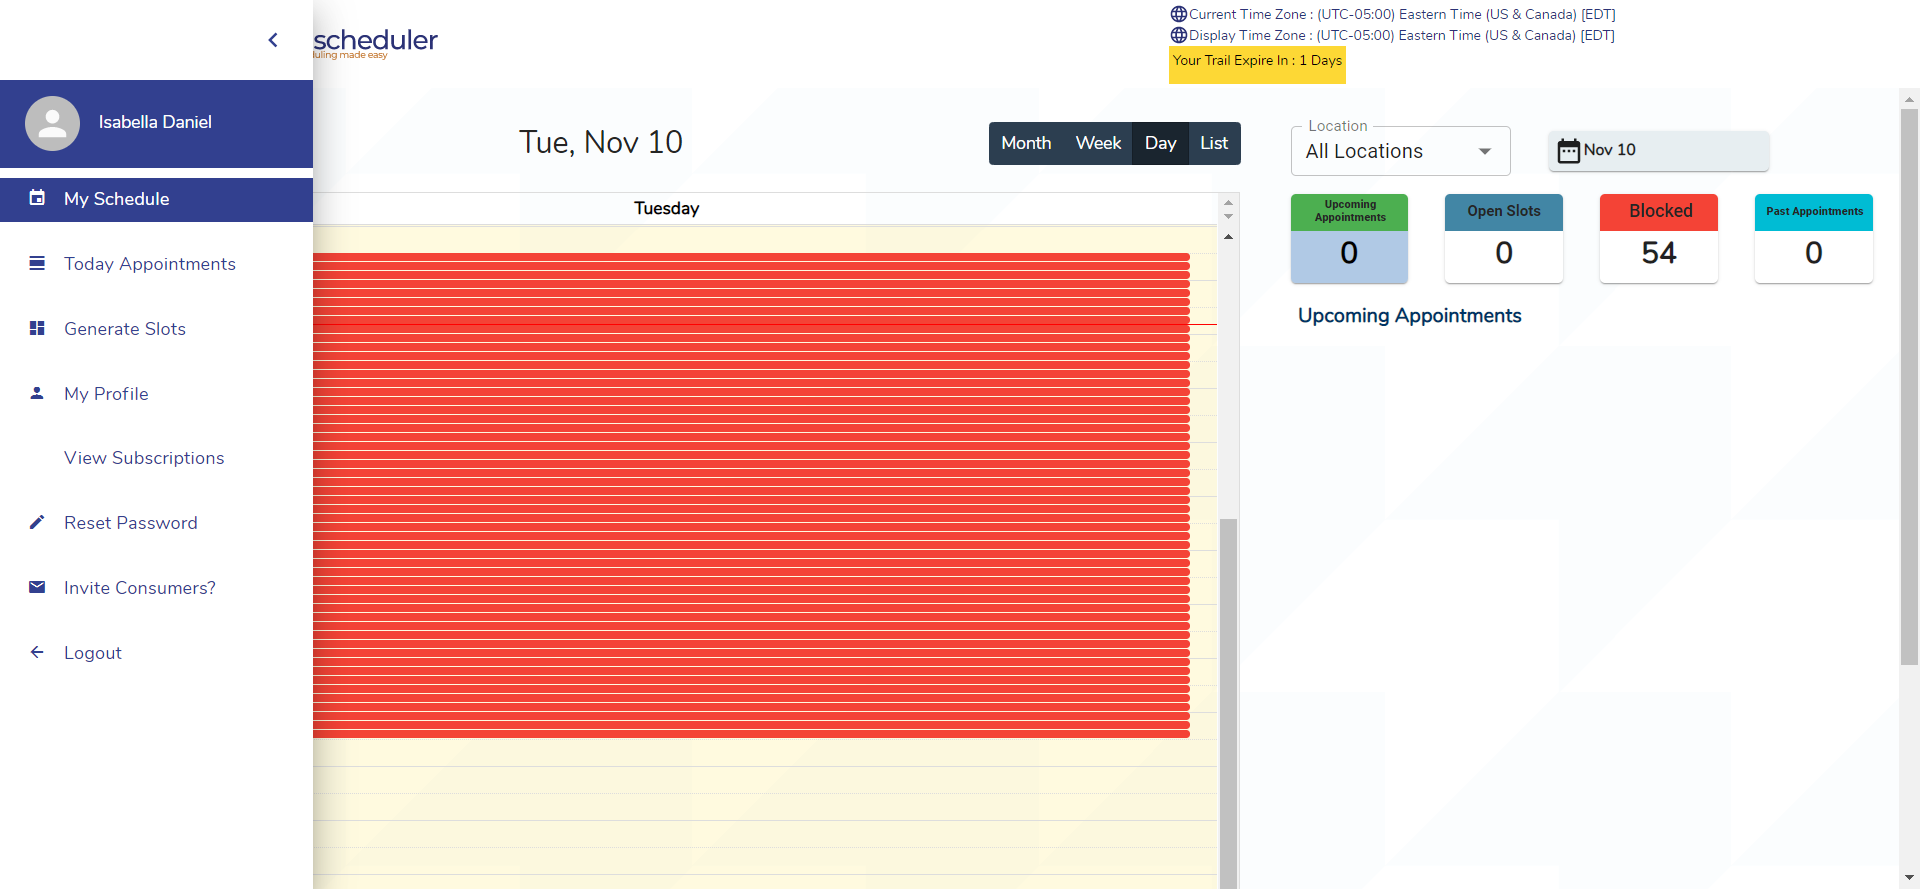 scheduler
duling made easy
Current Time Zone : (UTC-05:00) Eastern Time (US & Canada) [EDT]
Display Time Zone : (UTC-05:00) Eastern Time (US & Canada) [EDT]
Your Trail Expire In : 1 Days
Isabella Daniel
My Schedule
Today Appointments
Generate Slots
My Profile
View Subscriptions
Reset Password
Invite Consumers?
Logout
Tue, Nov 10
Month Week Day List
Tuesday
Location
All Locations
Nov 10
Upcoming
Appointments
0
Open Slots
0
Blocked
54
Past Appointments
0
Upcoming Appointments